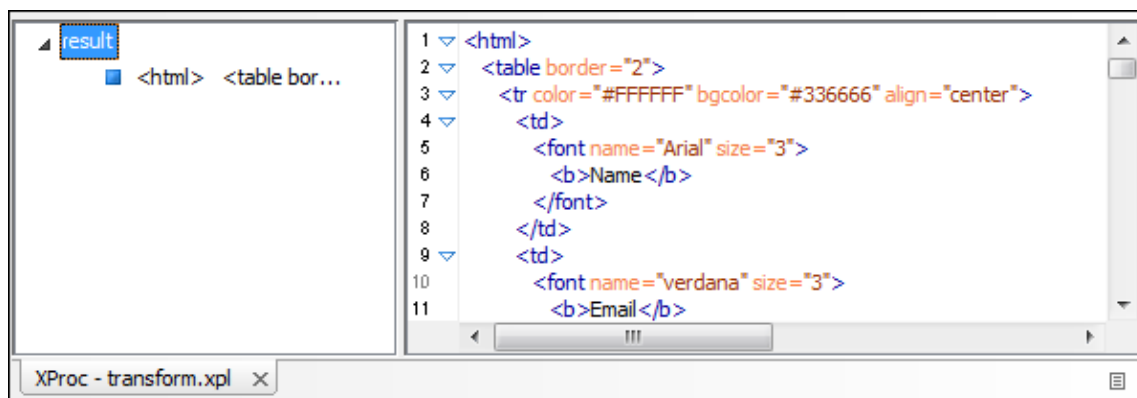 result
<html> <table bor...
1 <html>
2 <table border="2">
3 <tr color="#FFFFFF" bgcolor="#336666" align="center">
4 <td>
5 <font name="Arial" size="3">
6 <b>Name</b>
7 </font>
8 </td>
9 <td>
10 <font name="verdana" size="3">
11 <b>Email</b>
XProc - transform.xpl